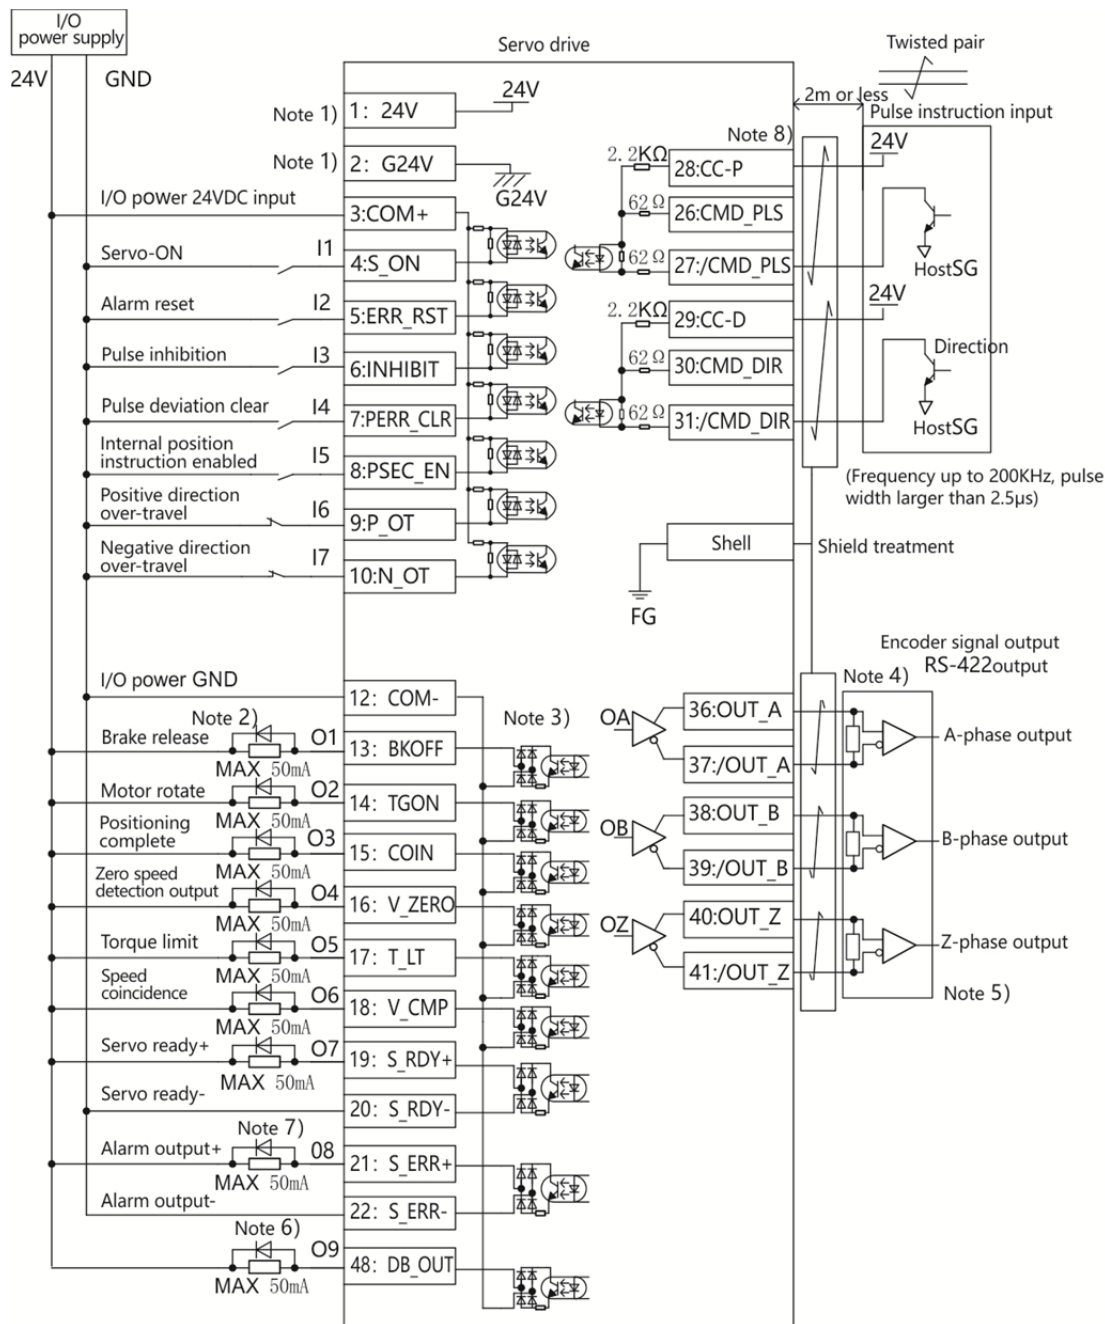 I/O
power supply
24V
GND
Servo drive
Twisted pair
2m or less
Pulse instruction input
Note 1)
1: 24V
24V
Note 1)
2: G24V
G24V
I/O power 24VDC input
3:COM+
Servo-ON
I1
4:S_ON
Alarm reset
I2
5:ERR_RST
Pulse inhibition
I3
6:INHIBIT
Pulse deviation clear
I4
7:PERR_CLR
Internal position
instruction enabled
I5
8:PSEC_EN
Positive direction
over-travel
I6
9:P_OT
Negative direction
over-travel
I7
10:N_OT
Note 8)
2.2KΩ
28:CC-P
24V
62Ω
26:CMD_PLS
62Ω
27:/CMD_PLS
HostSG
24V
2.2KΩ
29:CC-D
Direction
62Ω
30:CMD_DIR
62Ω
31:/CMD_DIR
HostSG
(Frequency up to 200KHz, pulse
width larger than 2.5μs)
Shell
Shield treatment
FG
Encoder signal output
RS-422output
I/O power GND
12: COM-
Note 2)
Note 3)
Brake release
O1
13: BKOFF
MAX 50mA
Motor rotate
O2
14: TGON
MAX 50mA
Positioning
complete
O3
15: COIN
MAX 50mA
Zero speed
detection output
O4
16: V_ZERO
MAX 50mA
Torque limit
O5
17: T_LT
MAX 50mA
Speed
coincidence
O6
18: V_CMP
MAX 50mA
Servo ready+
O7
19: S_RDY+
MAX 50mA
Servo ready-
20: S_RDY-
Note 7)
Alarm output+
08
21: S_ERR+
MAX 50mA
Alarm output-
22: S_ERR-
Note 6)
O9
48: DB_OUT
MAX 50mA
Note 4)
OA
36:OUT_A
37:/OUT_A
A-phase output
OB
38:OUT_B
39:/OUT_B
B-phase output
OZ
40:OUT_Z
41:/OUT_Z
Z-phase output
Note 5)